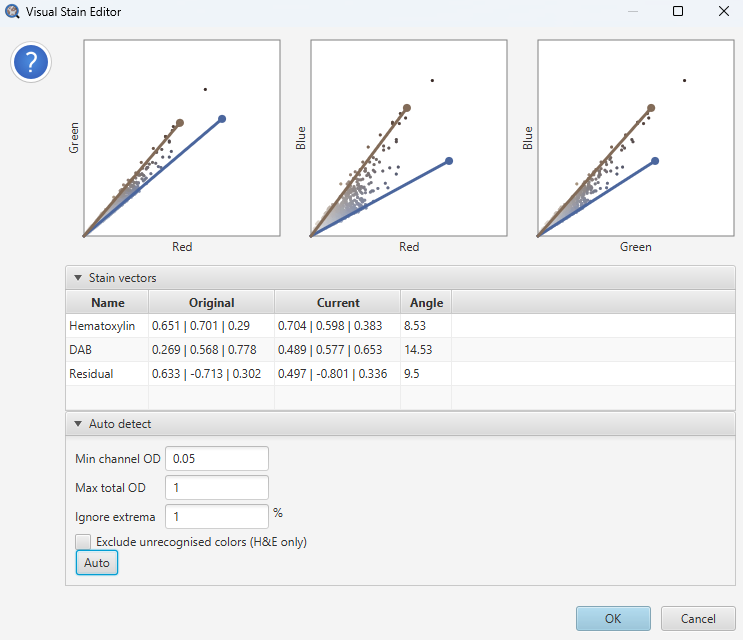 Visual Stain Editor
?
Green
Red
Blue
Red
Blue
Green
Stain vectors
Name Original Current Angle
Hematoxylin 0.651 | 0.701 | 0.29 0.704 | 0.598 | 0.383 8.53
DAB 0.269 | 0.568 | 0.778 0.489 | 0.577 | 0.653 14.53
Residual 0.633 | -0.713 | 0.302 0.497 | -0.801 | 0.336 9.5
Auto detect
Min channel OD 0.05
Max total OD 1
Ignore extrema 1 %
Exclude unrecognised colors (H&E only)
Auto
OK Cancel